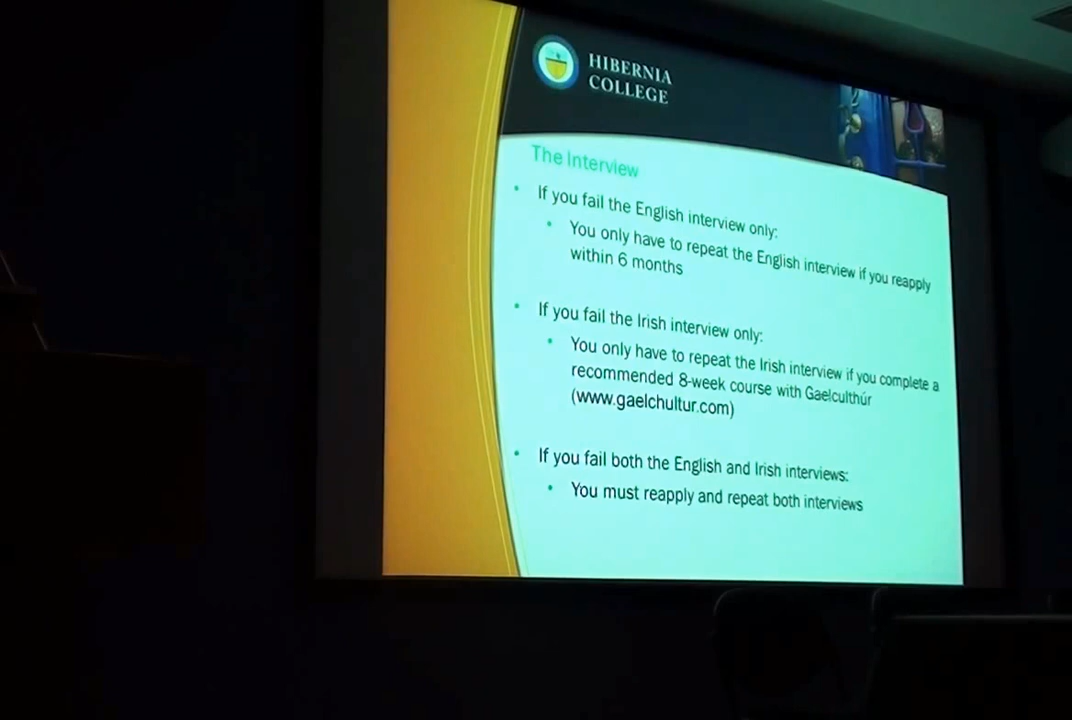 HIBERNIA
COLLEGE
The Interview
• If you fail the English interview only:
• You only have to repeat the English interview if you reapply
within 6 months
• If you fail the Irish interview only:
• You only have to repeat the Irish interview if you complete a
recommended 8-week course with Gaelculthúr
(www.gaelchultur.com)
• If you fail both the English and Irish interviews:
• You must reapply and repeat both interviews